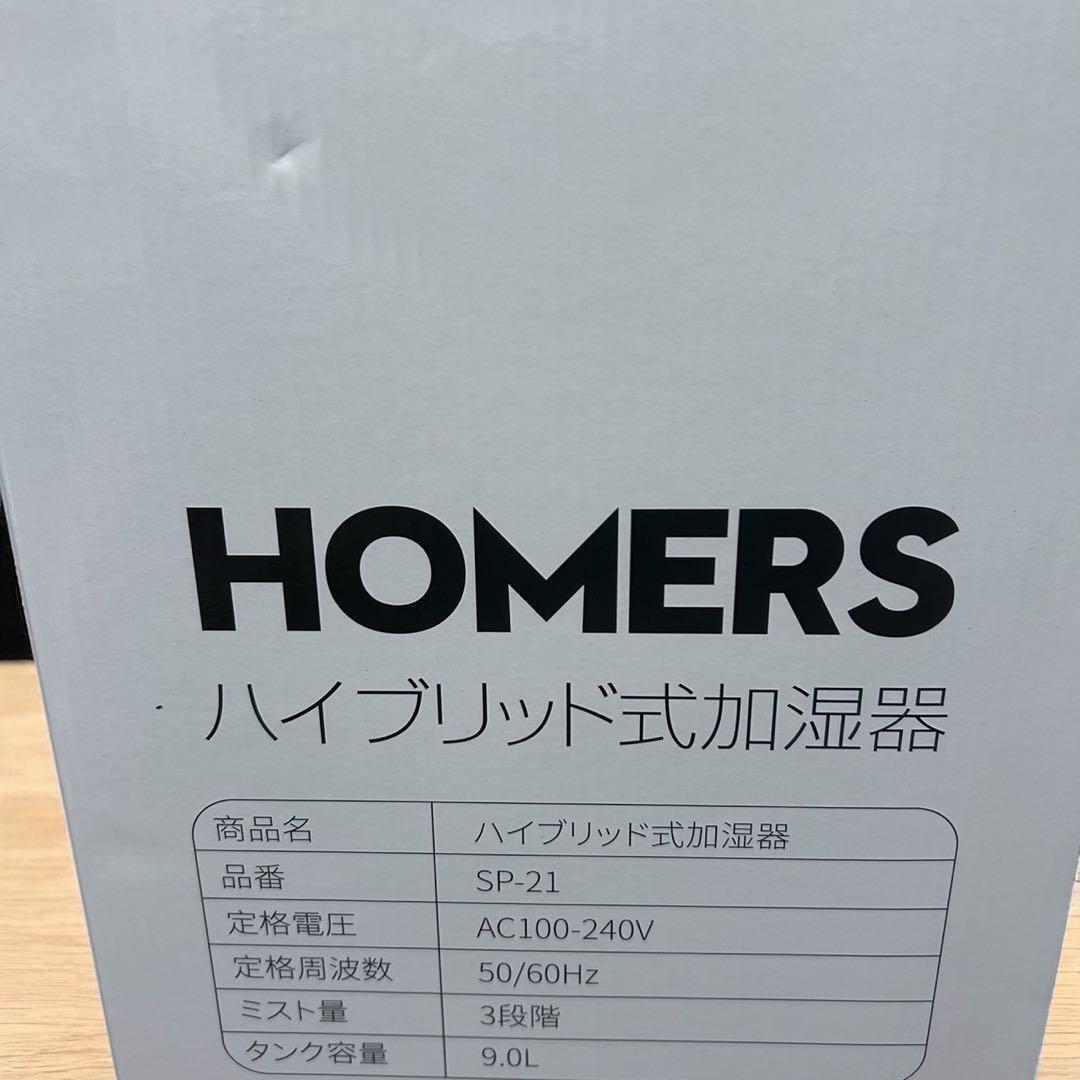 HOMERS
ハイブリッド式加湿器
商品名 ハイブリッド式加湿器
品番 SP-21
定格電圧 AC100-240V
定格周波数 50/60Hz
ミスト量 3段階
タンク容量 9.0L